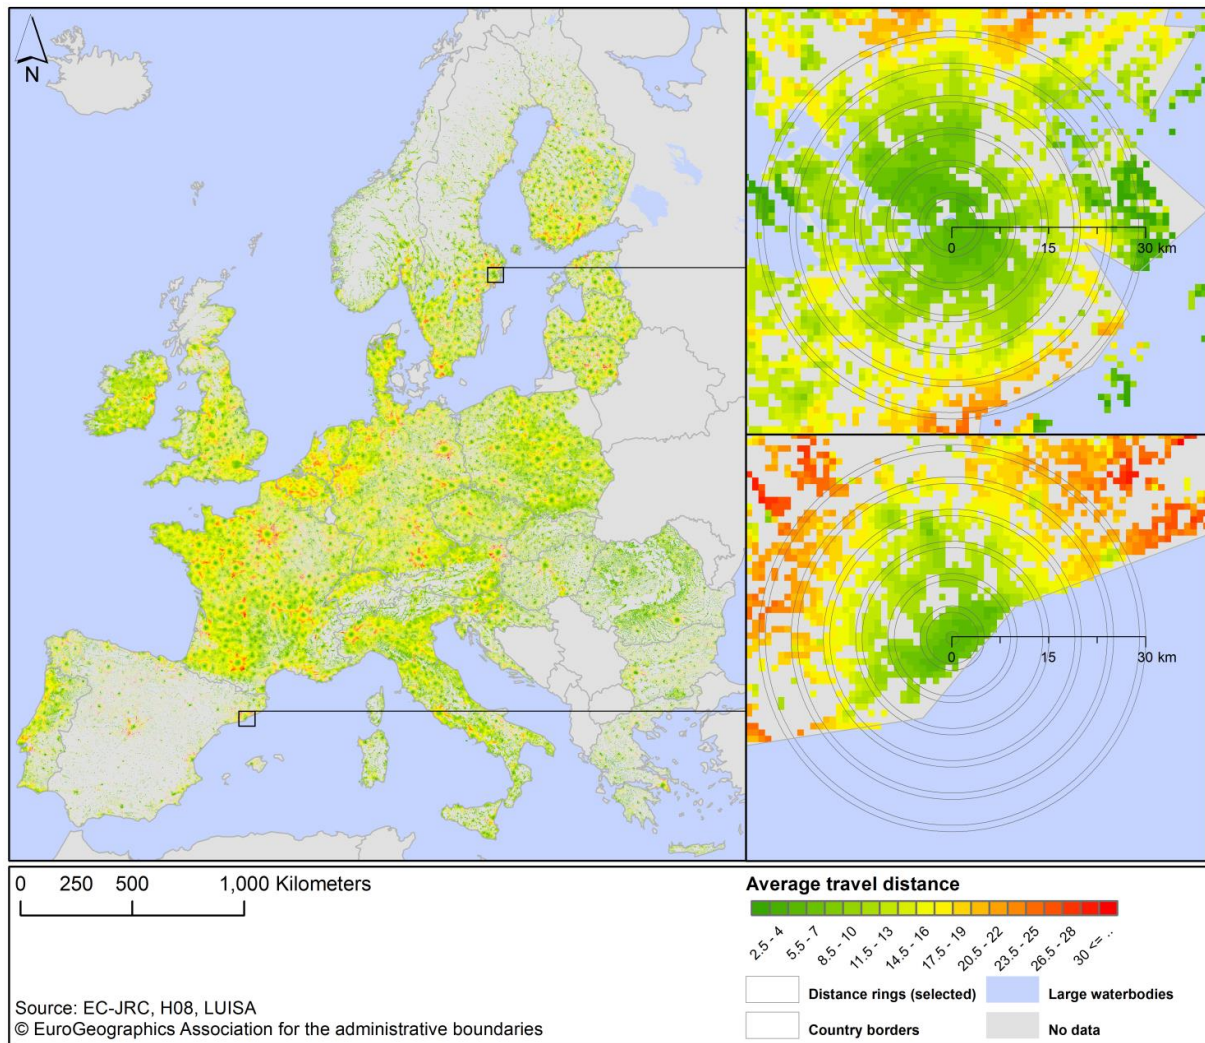 N
0 15 30 km
0 15 30 km
0 250 500 1,000 Kilometers
Average travel distance
2.5 - 4
5.5 - 7
8.5 - 10
11.5 - 13
14.5 - 16
17.5 - 19
20.5 - 22
23.5 - 25
26.5 - 28
30 <= ..
Distance rings (selected) Large waterbodies
Country borders No data
Source: EC-JRC, H08, LUISA
© EuroGeographics Association for the administrative boundaries